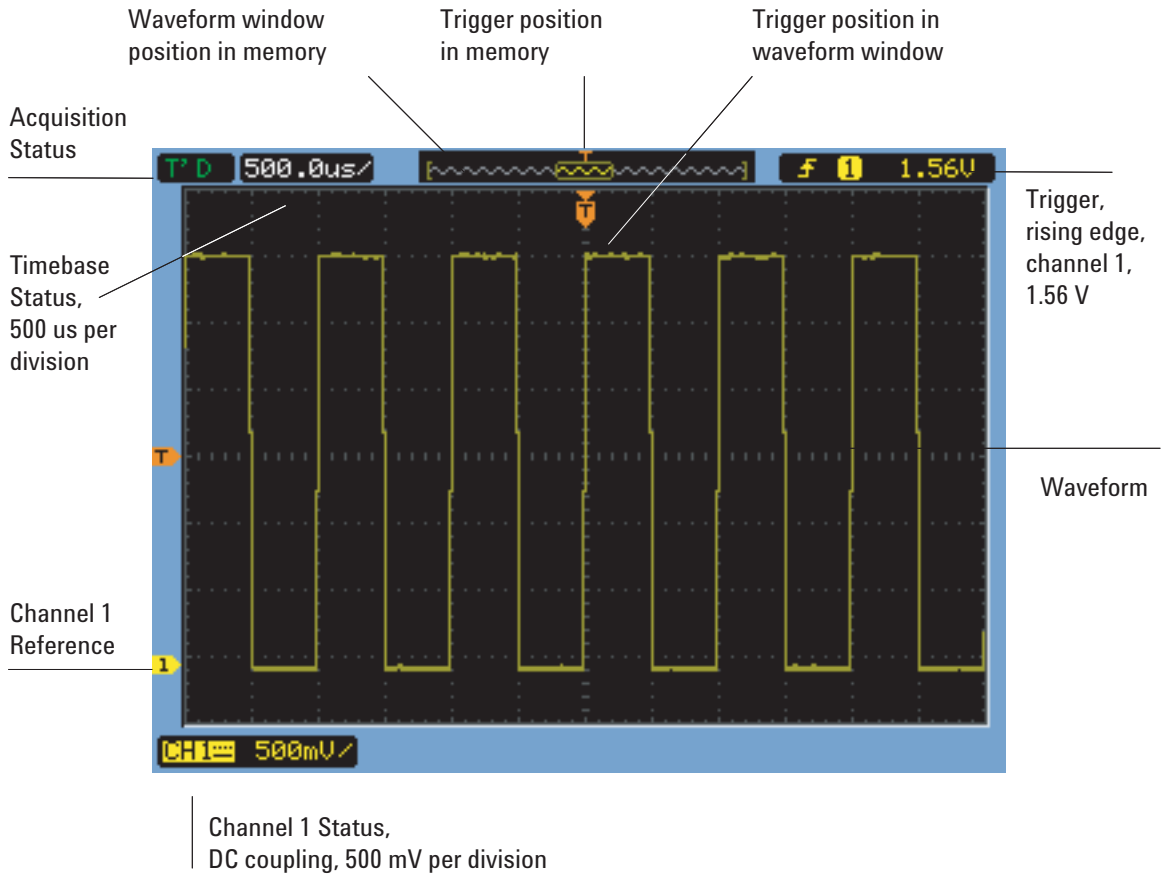 Waveform window
position in memory
Trigger position
in memory
Trigger position in
waveform window
Acquisition
Status
T’D
500.0us/
T
1
1.56V
T
Trigger,
rising edge,
channel 1,
1.56 V
Timebase
Status,
500 us per
division
T
Waveform
Channel 1
Reference
1
CH1 500mV/
Channel 1 Status,
DC coupling, 500 mV per division